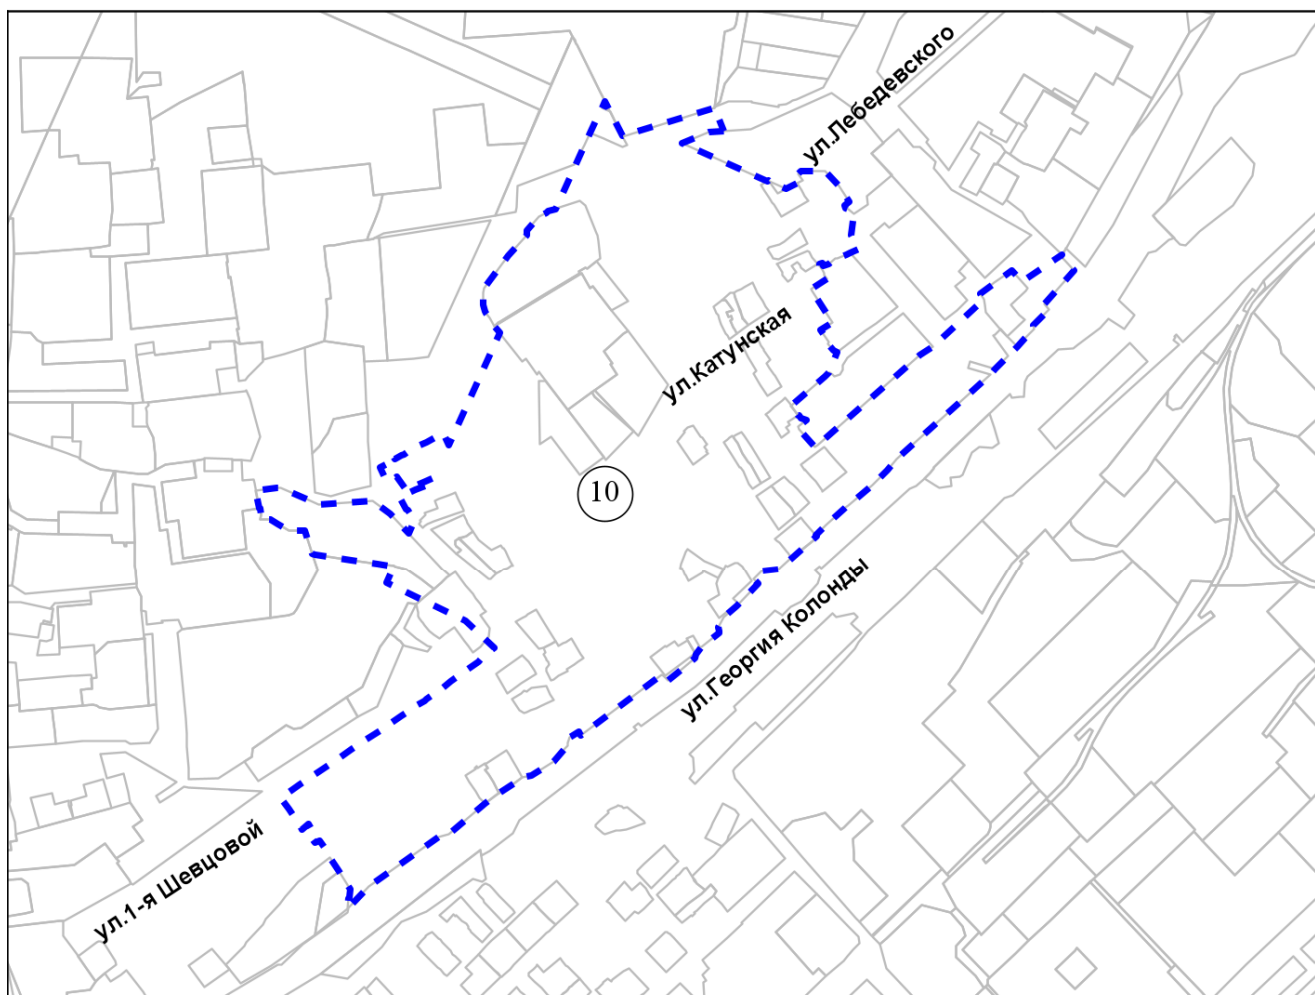 ул.Лебедевского
ул.Катунская
10
ул.Георгия Колонды
ул.1-я Шевцовой